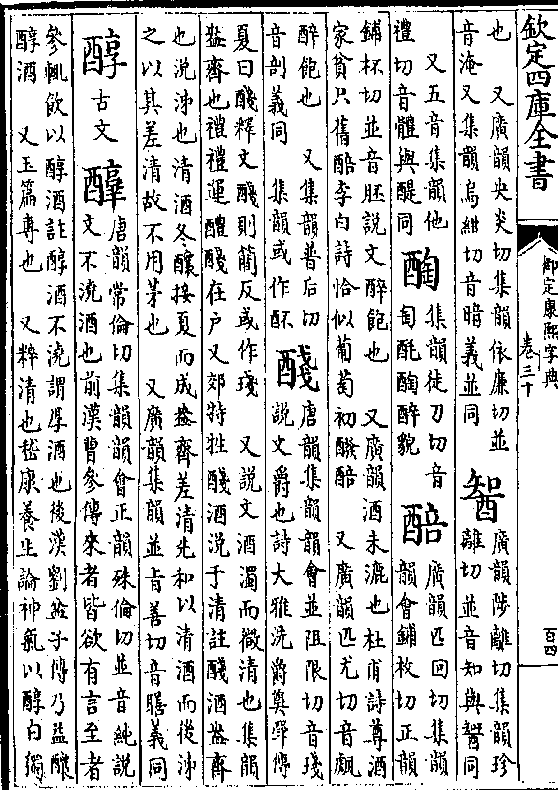 欽定四庫全書
御定康熙字典
卷三十
百四
也 又廣韻央炎切集韻依廉切並
音淹又集韻烏紺切音暗義並同
廣韻陟離切集韻珍
離切並音知與 同
又五音集韻他
禮切音體與醍同
醄
集韻徒刀切音
匋酕醄醉貌
醅
廣韻匹回切集韻
韻會鋪枚切正韻
鋪杯切並音胚說文醉飽也 又廣韻酒未漉也杜甫詩尊酒
家貧只舊醅李白詩恰似葡萄初醱醅 又廣韻匹尤切音䬌
醉飽也 又集韻普后切
音剖義同 集韻或作
醆
唐韻集韻韻會並阻限切音琖
說文爵也詩大雅洗爵奠斝傳
夏曰醆釋文醆則簡反或作琖 又說文酒濁而微清也集韻
盎齊也禮禮運醴醆在戶又郊特牲醆酒涚于清註醆酒盎齊
也涚泲也清酒冬釀接夏而成盎齊差清先和以清酒而後泲
之以其差清故不用茅也 又廣韻集韻並旨善切音膳義同
醇
古文
唐韻常倫切集韻韻會正韻殊倫切並音純說
文不澆酒也前漢曹參傳來者皆欲有言至者
參輒飲以醇酒註醇酒不澆謂厚酒也後漢劉盆子傳乃益釀
醇酒 又玉篇專也 又粹清也嵇康養生論神氣以醇白獨